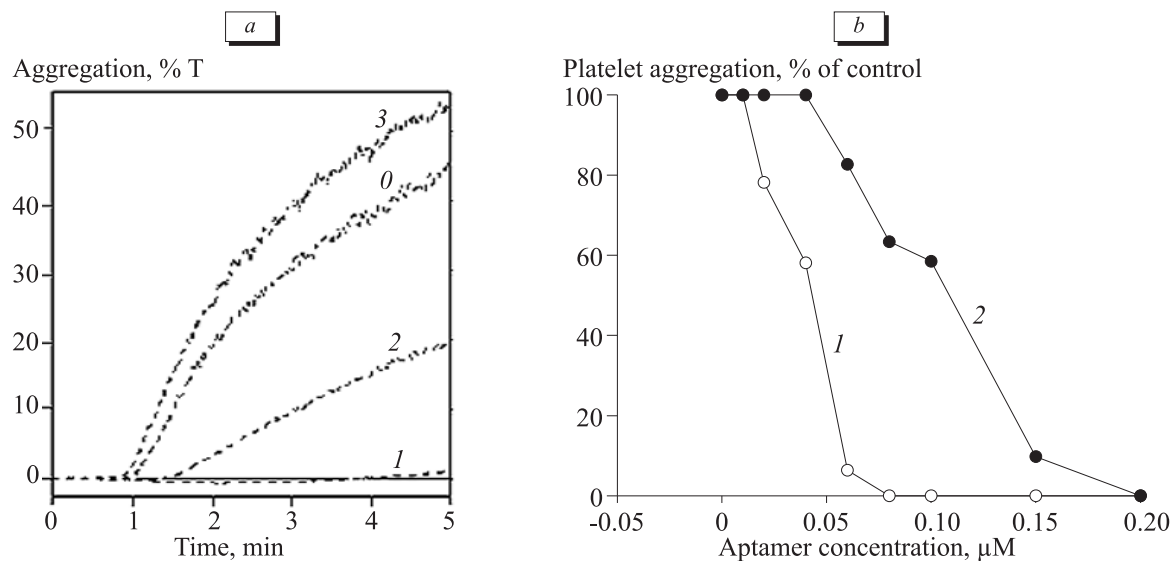 a
Aggregation, % T
50
40
30
20
10
0
3
0
2
1
0 1 2 3 4 5
Time, min
b
Platelet aggregation, % of control
100
80
60
40
20
0
1
2
-0.05 0 0.05 0.10 0.15 0.20
Aptamer concentration, μM